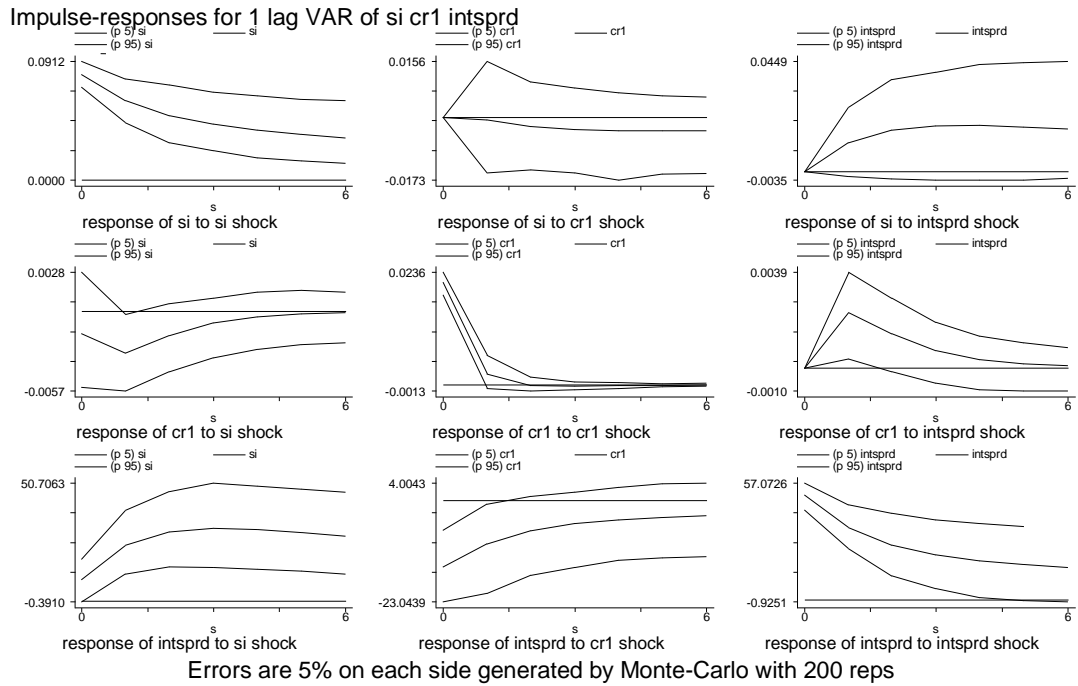 Impulse-responses for 1 lag VAR of si cr1 intsprd
(p 5) si si
(p 95) si
0.0912
0.0000
0 6
s
response of si to si shock
(p 5) cr1 cr1
(p 95) cr1
0.0156
-0.0173
0 6
s
response of si to cr1 shock
(p 5) intsprd intsprd
(p 95) intsprd
0.0449
-0.0035
0 6
s
response of si to intsprd shock
(p 5) si si
(p 95) si
0.0028
-0.0057
0 6
s
response of cr1 to si shock
(p 5) cr1 cr1
(p 95) cr1
0.0236
-0.0013
0 6
s
response of cr1 to cr1 shock
(p 5) intsprd intsprd
(p 95) intsprd
0.0039
-0.0010
0 6
s
response of cr1 to intsprd shock
(p 5) si si
(p 95) si
50.7063
-0.3910
0 6
s
response of intsprd to si shock
(p 5) cr1 cr1
(p 95) cr1
4.0043
-23.0439
0 6
s
response of intsprd to cr1 shock
(p 5) intsprd intsprd
(p 95) intsprd
57.0726
-0.9251
0 6
s
response of intsprd to intsprd shock
Errors are 5% on each side generated by Monte-Carlo with 200 reps